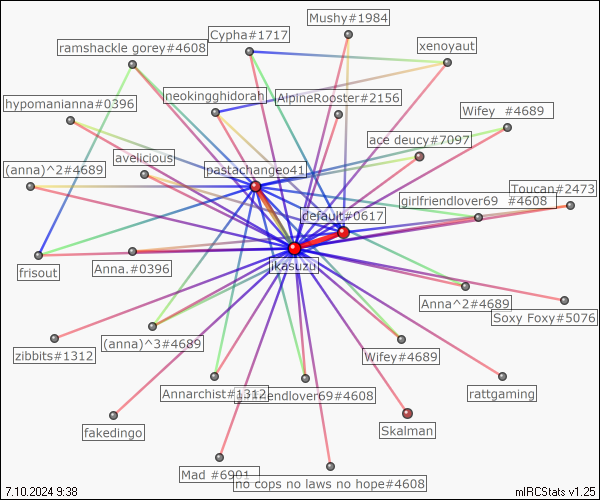 Mushy#1984
Cypha#1717
ramshackle gorey#4608
xenoyaut
neokingghidorah
AlpineRooster#2156
hypomanianna#0396
Wifey #4689
ace deucy#7097
avelicious
(anna)^2#4689
pastachangeo41
Toucan#2473
girlfriendlover69 #4608
default#0617
frisout
Anna.#0396
ikasuzu
Anna^2#4689
Soxy Foxy#5076
(anna)^3#4689
zibbits#1312
Wifey#4689
Annarchist#1312
friendlover69#4608
rattgaming
fakedingo
Skalman
Mad #6901
no cops no laws no hope#4608
7.10.2024 9:38
mIRCStats v1.25